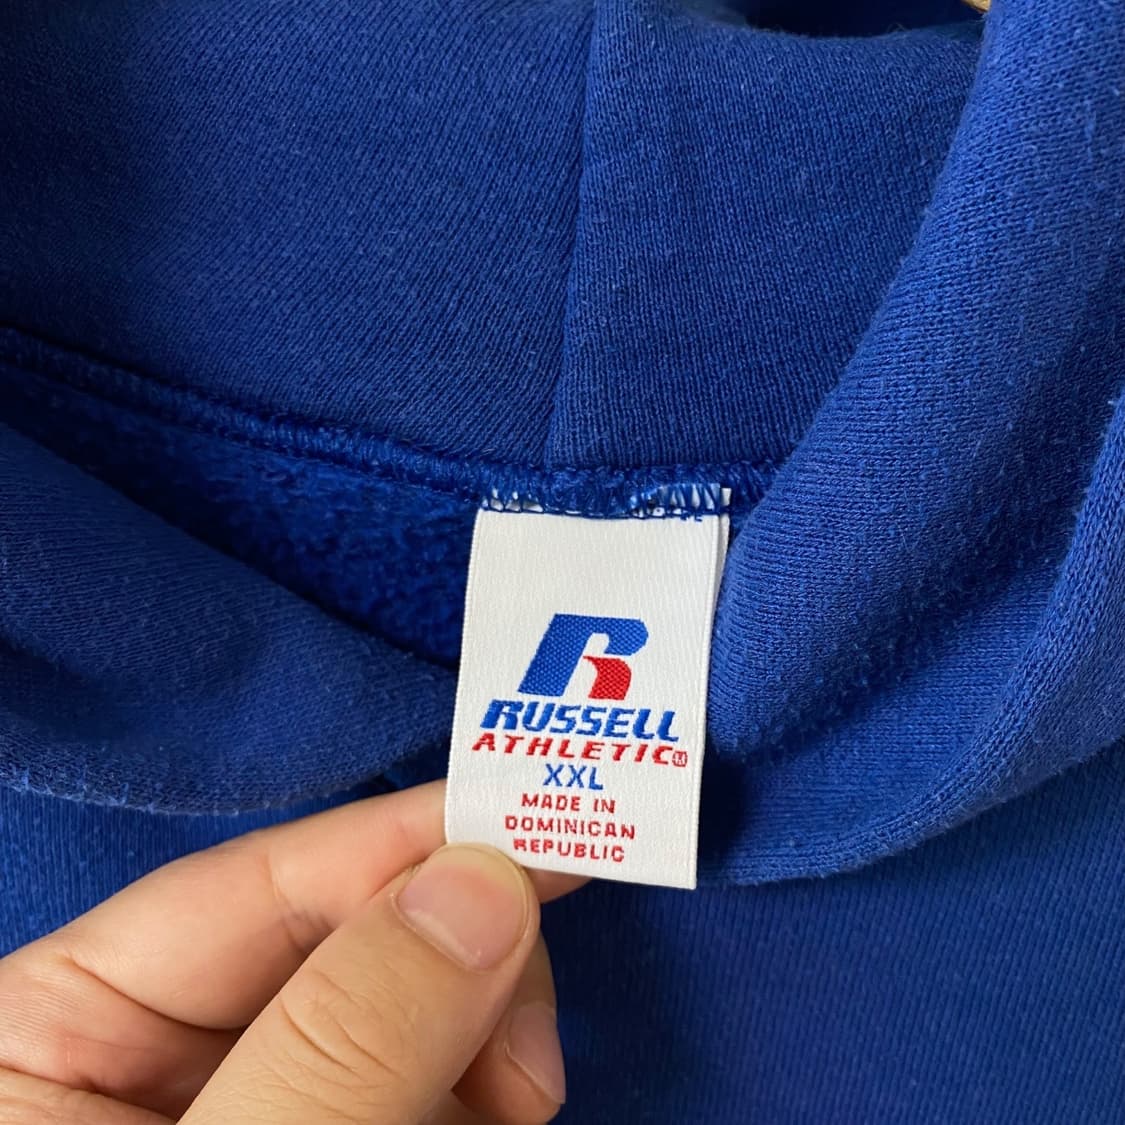 R
RUSSELL
ATHLETIC
XXL
MADE IN
DOMINICAN
REPUBLIC